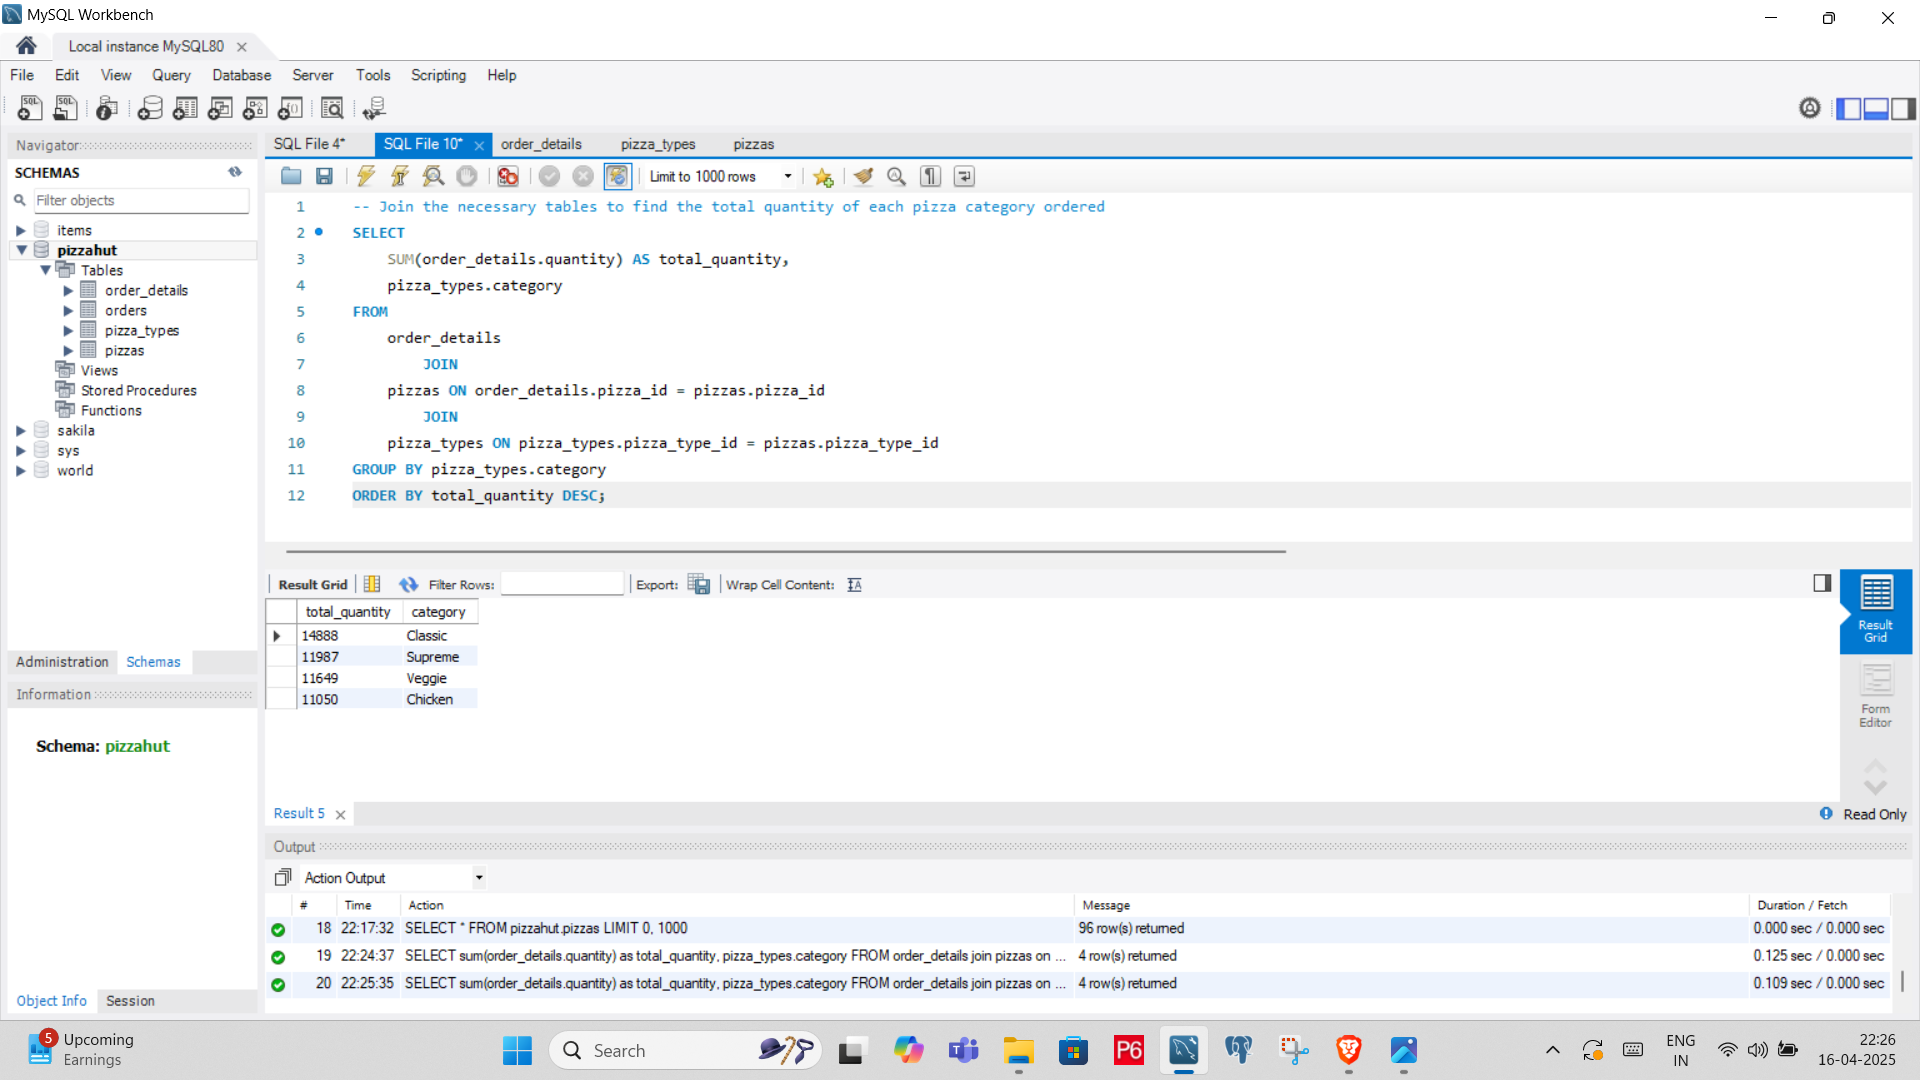 MySQL Workbench
Local instance MySQL80
File Edit View Query Database Server Tools Scripting Help
Navigator
SCHEMAS
Filter objects
items
pizzahut
Tables
order_details
orders
pizza_types
pizzas
Views
Stored Procedures
Functions
sakila
sys
world
Administration Schemas
Information
Schema: pizzahut
Object Info Session
SQL File 4* SQL File 10* order_details pizza_types pizzas
Limit to 1000 rows
1 -- Join the necessary tables to find the total quantity of each pizza category ordered
2 SELECT
3 SUM(order_details.quantity) AS total_quantity,
4 pizza_types.category
5 FROM
6 order_details
7 JOIN
8 pizzas ON order_details.pizza_id = pizzas.pizza_id
9 JOIN
10 pizza_types ON pizza_types.pizza_type_id = pizzas.pizza_type_id
11 GROUP BY pizza_types.category
12 ORDER BY total_quantity DESC;
Result Grid Filter Rows: Export: Wrap Cell Content:
total_quantity category
14888 Classic
11987 Supreme
11649 Veggie
11050 Chicken
Result
Grid
Form
Editor
Result 5
Read Only
Output
Action Output
# Time Action Message Duration / Fetch
18 22:17:32 SELECT * FROM pizzahut.pizzas LIMIT 0, 1000 96 row(s) returned 0.000 sec / 0.000 sec
19 22:24:37 SELECT sum(order_details.quantity) as total_quantity, pizza_types.category FROM order_details join pizzas on ... 4 row(s) returned 0.125 sec / 0.000 sec
20 22:25:35 SELECT sum(order_details.quantity) as total_quantity, pizza_types.category FROM order_details join pizzas on ... 4 row(s) returned 0.109 sec / 0.000 sec
5
Upcoming
Earnings
Search
P6
ENG
IN
22:26
16-04-2025